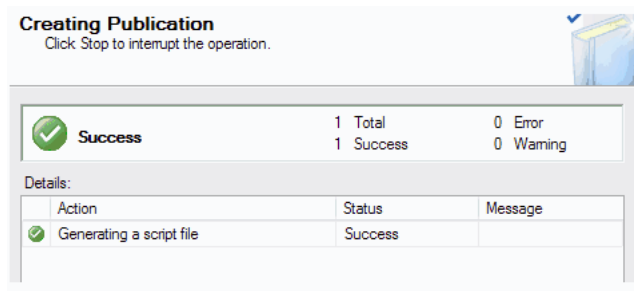 Creating Publication
Click Stop to interrupt the operation.
Success
1 Total
0 Error
1 Success
0 Warning
Details:
Action Status Message
Generating a script file Success